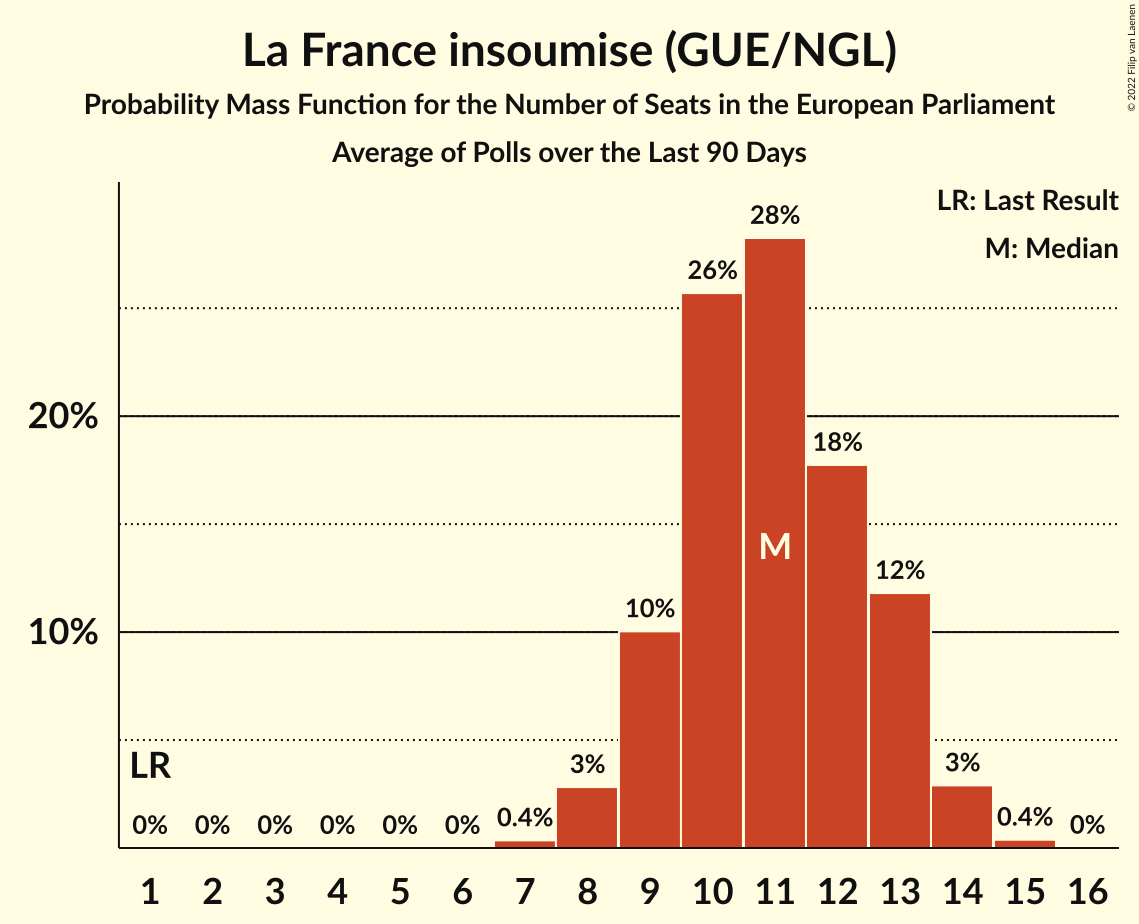 La France insoumise (GUE/NGL)
Probability Mass Function for the Number of Seats in the European Parliament
Average of Polls over the Last 90 Days
© 2022 Filip van Laenen
LR: Last Result
M: Median
28%
26%
20%
18%
M
12%
10%
10%
LR
3%
3%
0% 0% 0% 0% 0% 0% 0.4% 0.4% 0%
1 2 3 4 5 6 7 8 9 10 11 12 13 14 15 16